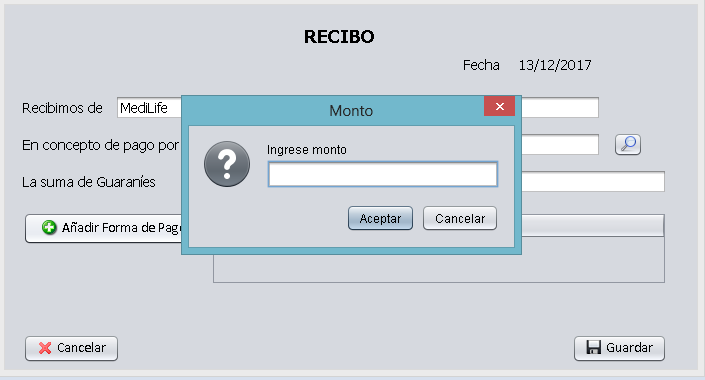 RECIBO
Fecha 13/12/2017
Recibimos de MediLife
En concepto de pago por
La suma de Guaraníes
Añadir Forma de Pago
Monto
Ingrese monto
Aceptar Cancelar
Cancelar Guardar